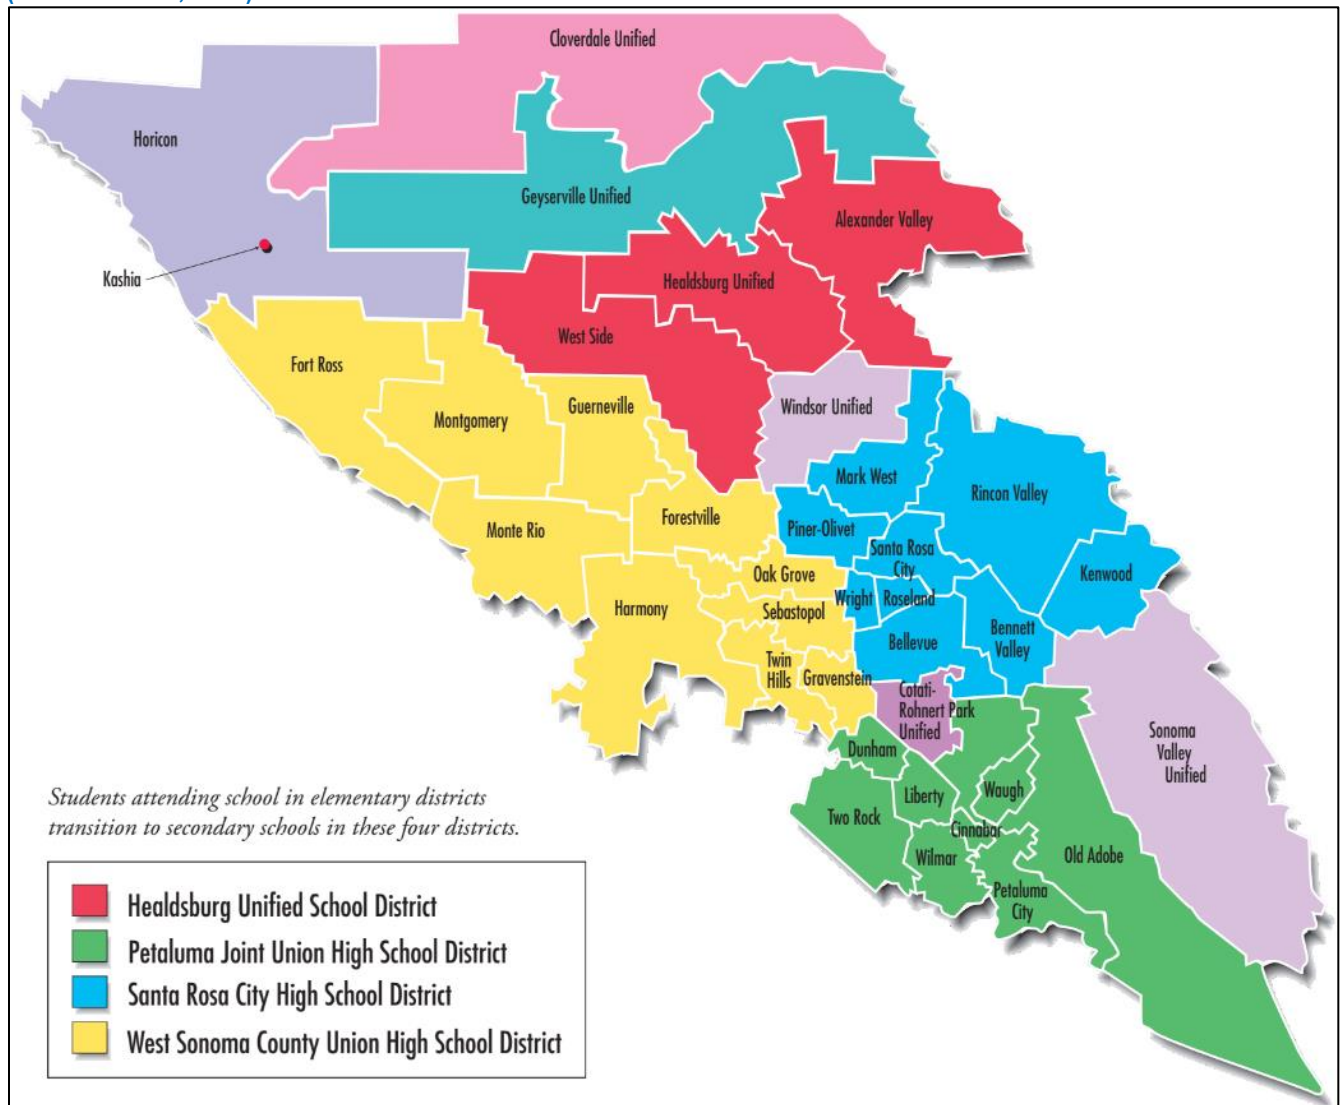 Cloverdale Unified
Horicon
Geyserville Unified
Alexander Valley
Kashia
Healdsburg Unified
West Side
Fort Ross
Guerneville
Windsor Unified
Montgomery
Mark West
Rincon Valley
Forestville
Monte Rio
Piner-Olivet
Santa Rosa
City
Oak Grove
Kenwood
Harmony
Wright
Roseland
Sebastopol
Bennett
Valley
Bellevue
Twin
Hills
Gravenstein
Cotati-
Rohnert Park
Unified
Sonoma
Valley
Unified
Dunham
Waugh
Liberty
Two Rock
Cinnabar
Wilmar
Old Adobe
Petaluma
City
Students attending school in elementary districts
transition to secondary schools in these four districts.
Healdsburg Unified School District
Petaluma Joint Union High School District
Santa Rosa City High School District
West Sonoma County Union High School District